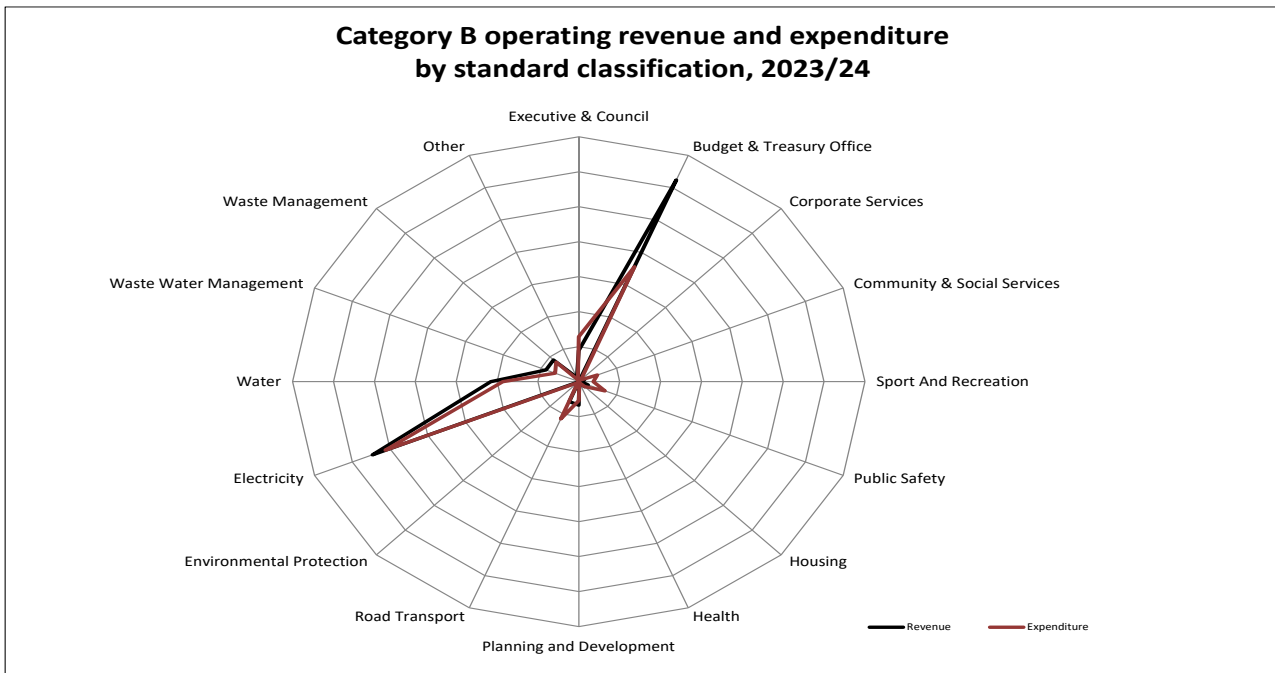 Category B operating revenue and expenditure
by standard classification, 2023/24
Executive & Council
Other
Budget & Treasury Office
Waste Management
Corporate Services
Waste Water Management
Community & Social Services
Water
Sport And Recreation
Electricity
Public Safety
Environmental Protection
Housing
Road Transport
Health
Planning and Development
Revenue
Expenditure